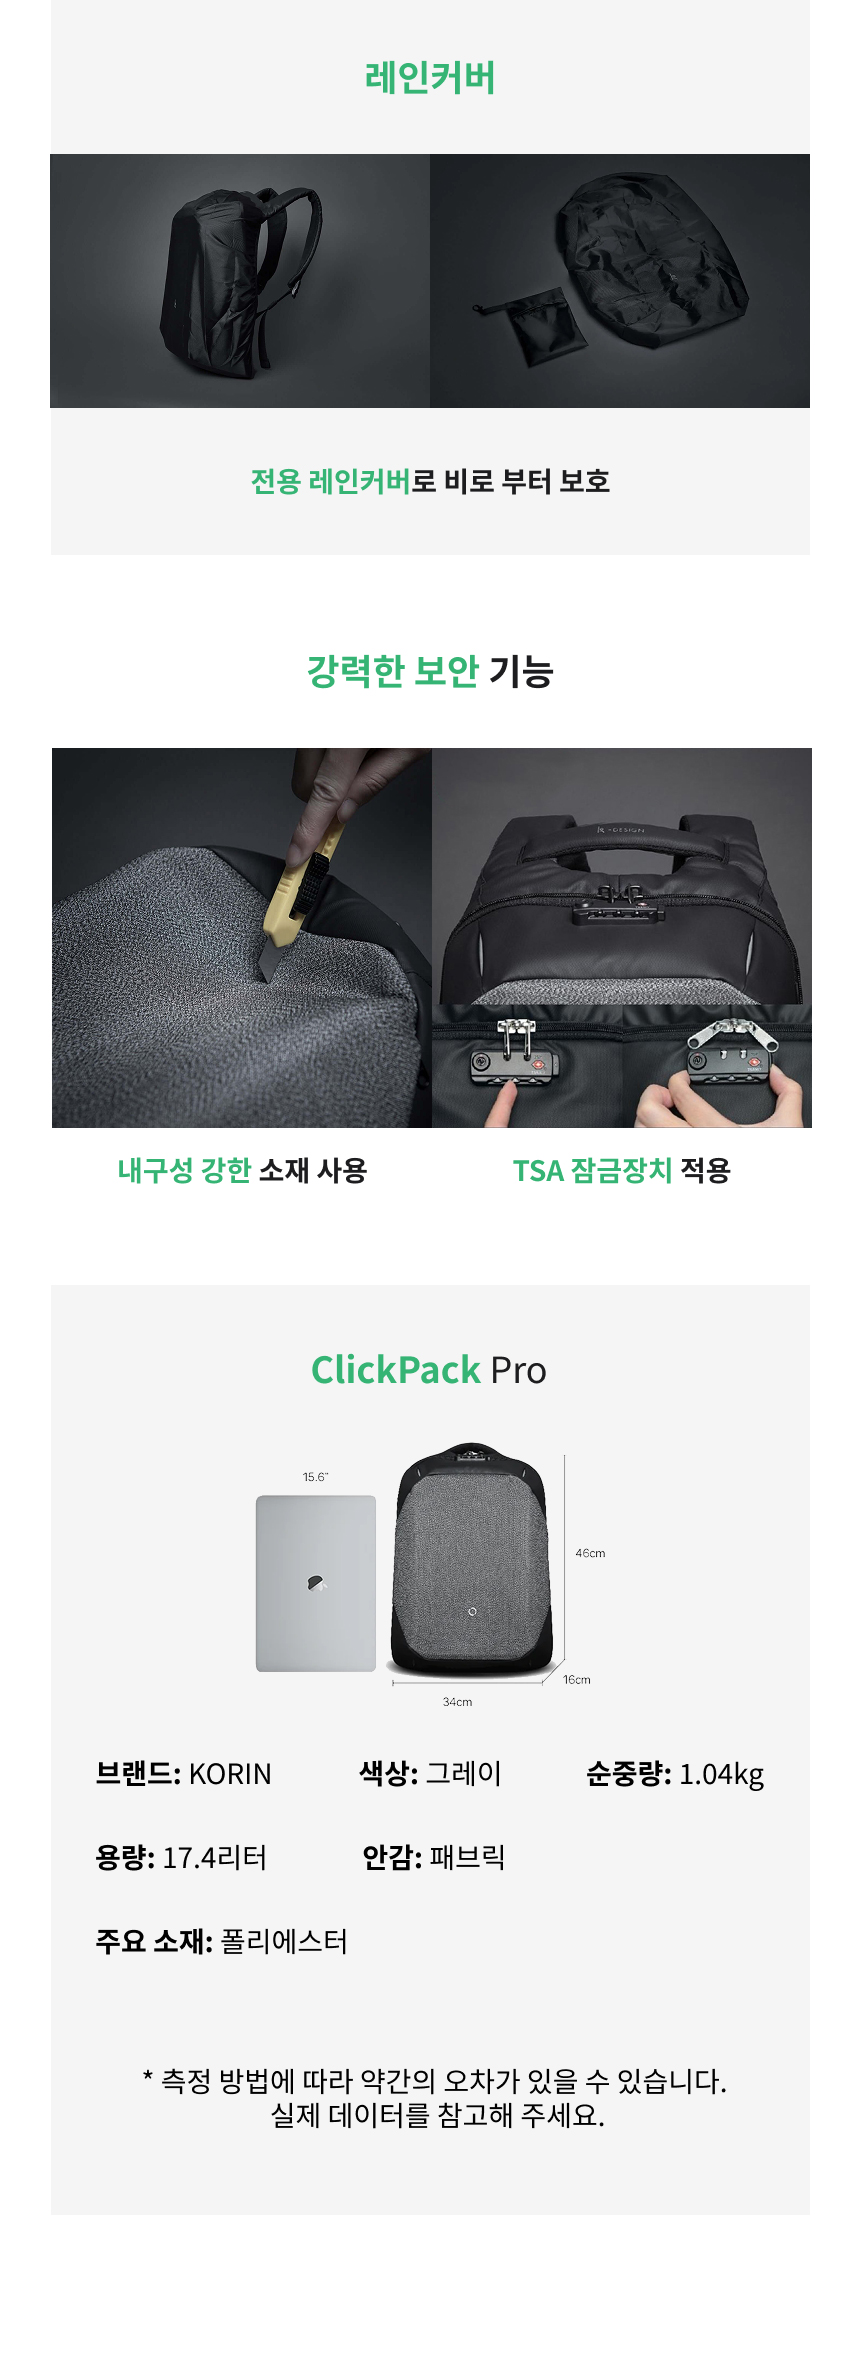 레인커버
전용 레인커버로 비로 부터 보호
강력한 보안 기능
DESIGN
내구성 강한 소재 사용
TSA 잠금장치 적용
ClickPack Pro
15.6"
46cm
16cm
34cm
브랜드: KORIN
색상: 그레이
순중량: 1.04kg
용량: 17.4리터
안감: 패브릭
주요 소재: 폴리에스터
* 측정 방법에 따라 약간의 오차가 있을 수 있습니다.
실제 데이터를 참고해 주세요.